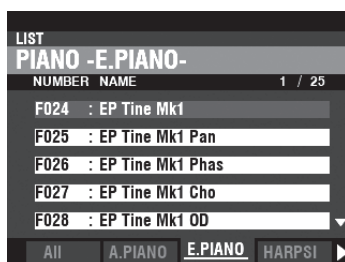 LIST
PIANO -E.PIANO-
NUMBER NAME 1 / 25
F024 : EP Tine Mk1
F025 : EP Tine Mk1 Pan
F026 : EP Tine Mk1 Phas
F027 : EP Tine Mk1 Cho
F028 : EP Tine Mk1 OD
All A.PIANO E.PIANO HARPSI